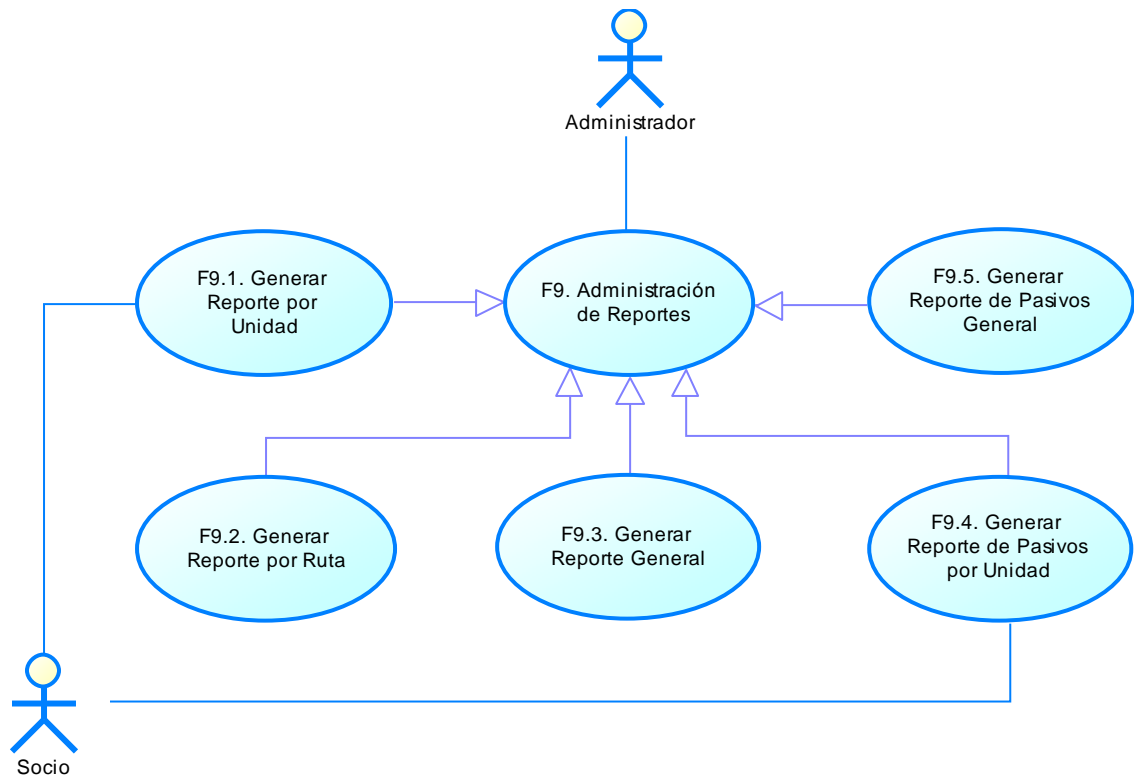 Administrador
F9.1. Generar
Reporte por
Unidad
F9. Administración
de Reportes
F9.5. Generar
Reporte de Pasivos
General
F9.2. Generar
Reporte por Ruta
F9.3. Generar
Reporte General
F9.4. Generar
Reporte de Pasivos
por Unidad
Socio